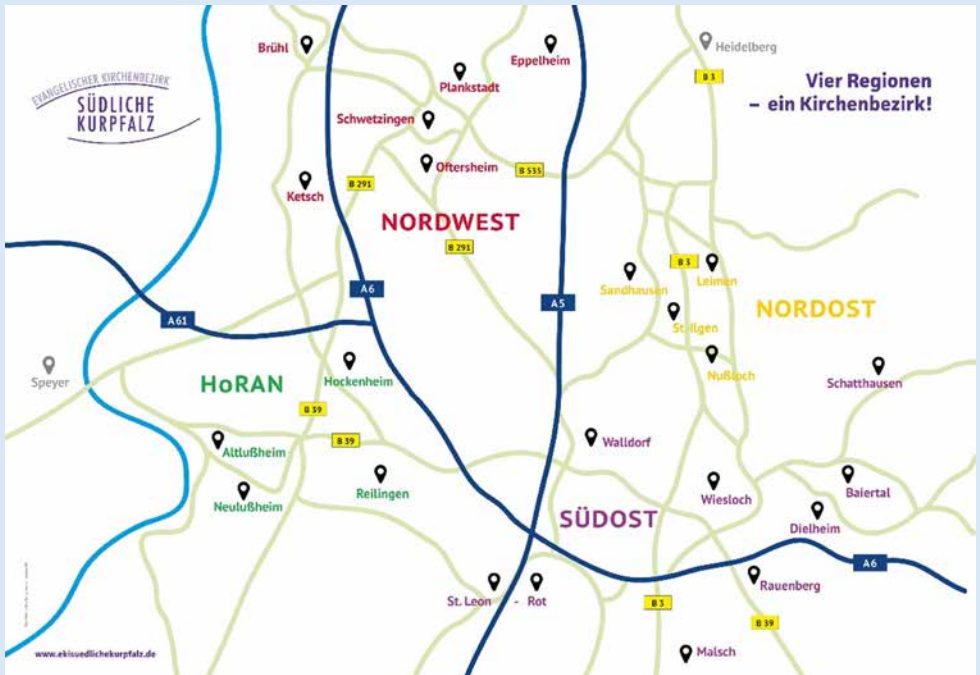 EVANGELISCHER KIRCHENBEZIRK
SÜDLICHE
KURPFALZ
Vier Regionen
– ein Kirchenbezirk!
Brühl
Eppelheim
Heidelberg
Plankstadt
B 3
Schwetzingen
Oftersheim
B 535
B 291
Ketsch
NORDWEST
B 291
B 3
Leimen
Sandhausen
A6
A5
NORDOST
St. Ilgen
A 61
Nußloch
Speyer
Hockenheim
Schatthausen
HoRAN
B 39
B 39
Walldorf
Altlußheim
Reilingen
Neulußheim
Wiesloch
Baiertal
SÜDOST
Dielheim
A6
St. Leon - Rot
Rauenberg
B 3
B 39
Malsch
www.ekisuedlichekurpfalz.de